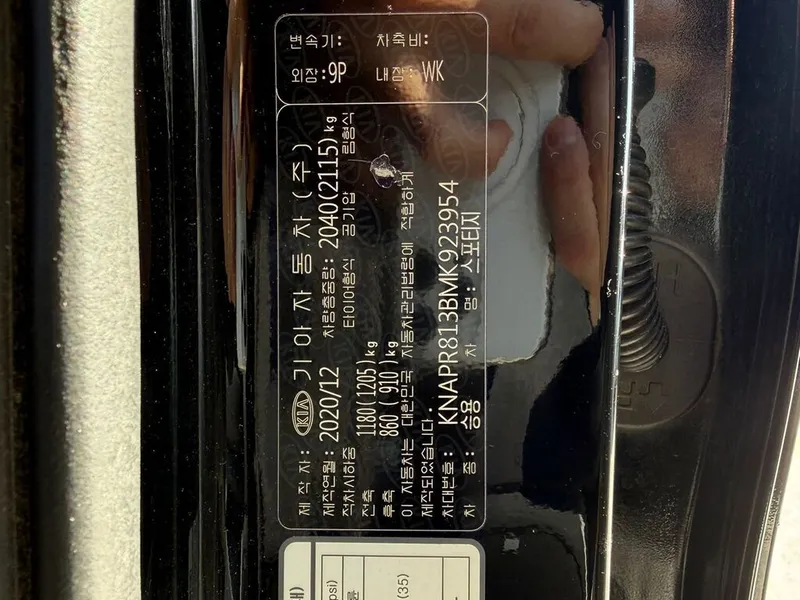 변속기: 차축비:
외장:9P 내장:WK
제 작 자: KIA 기 아 자 동 차 (주)
제작연월: 2020/12 차량총중량: 2040(2115)kg
적차시하중 타이어형식 공기압 림형식
전축 1180(1205)kg
후축 860 ( 910)kg
이 자동차는 대한민국 자동차관리법령에 적합하게
제작되었습니다.
차대번호: KNAPR813BMK923954
차 종: 승용 차 명: 스포티지
psi)
(35)